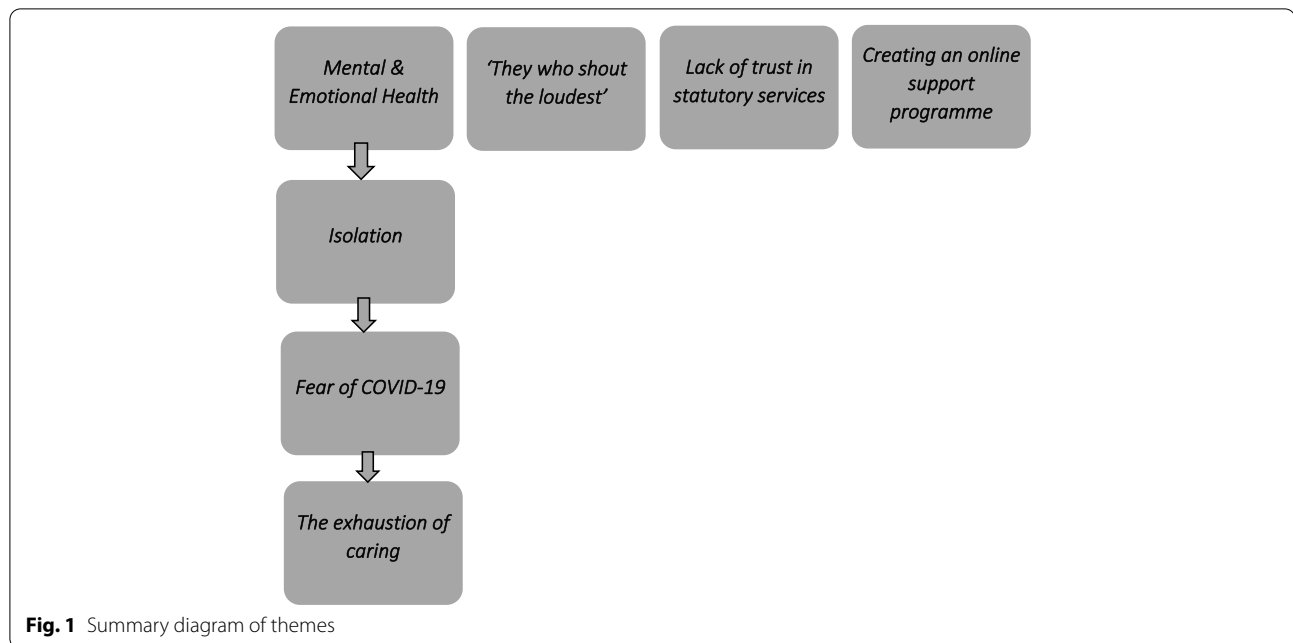 Mental &
Emotional Health
‘They who shout
the loudest’
Lack of trust in
statutory services
Creating an online
support
programme
Isolation
Fear of COVID-19
The exhaustion of
caring
Fig. 1 Summary diagram of themes